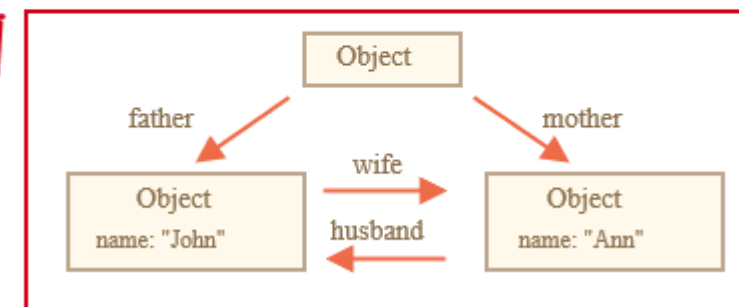 Object
father
mother
wife
Object
name: "John"
husband
Object
name: "Ann"